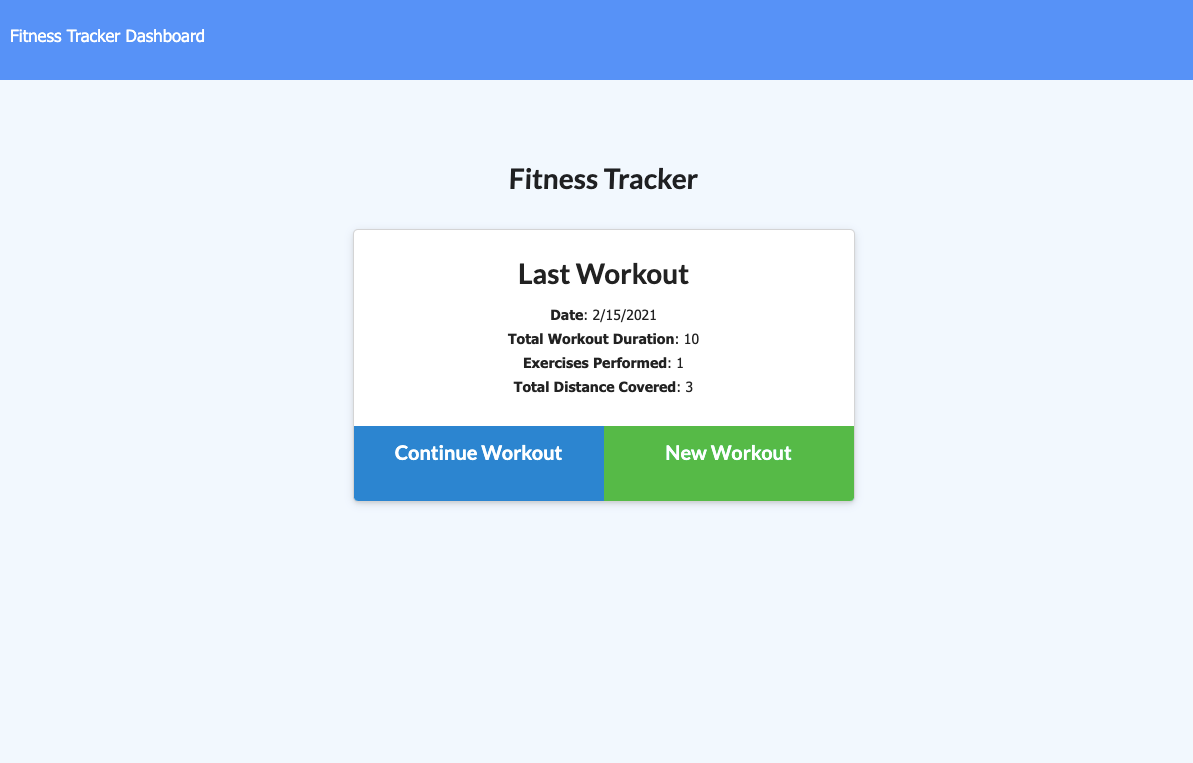 Fitness Tracker Dashboard
Fitness Tracker
Last Workout
Date: 2/15/2021
Total Workout Duration: 10
Exercises Performed: 1
Total Distance Covered: 3
Continue Workout
New Workout